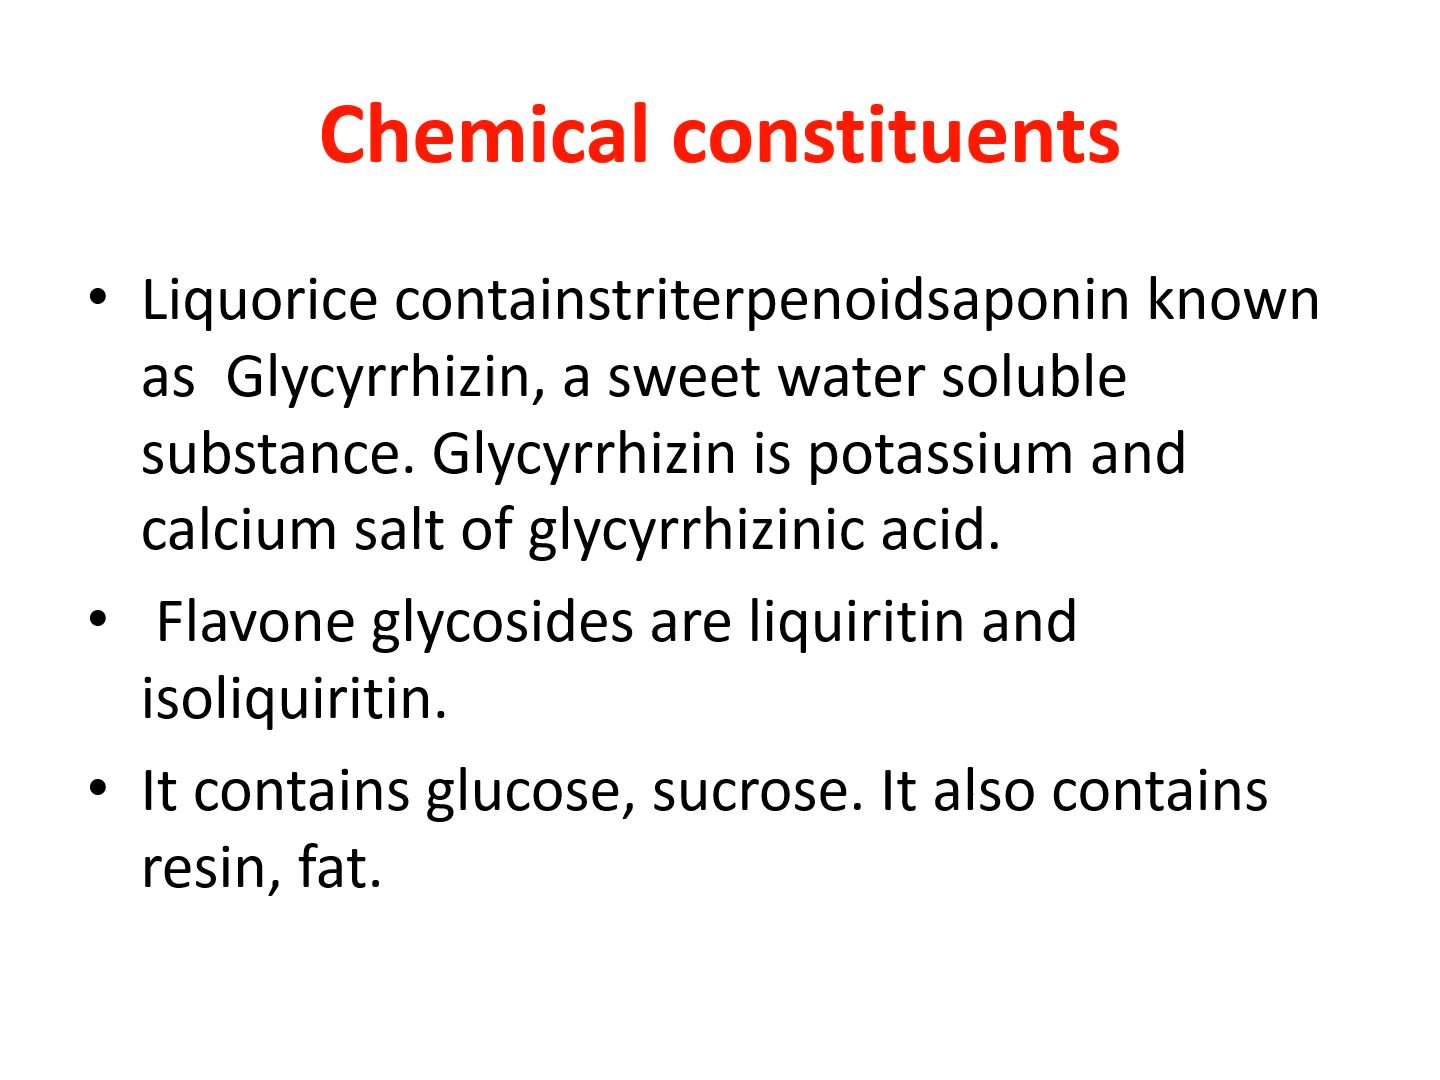 Chemical constituents
• Liquorice containstriterpenoidsaponin known
as  Glycyrrhizin, a sweet water soluble
substance. Glycyrrhizin is potassium and
calcium salt of glycyrrhizinic acid.
•  Flavone glycosides are liquiritin and
isoliquiritin.
• It contains glucose, sucrose. It also contains
resin, fat.